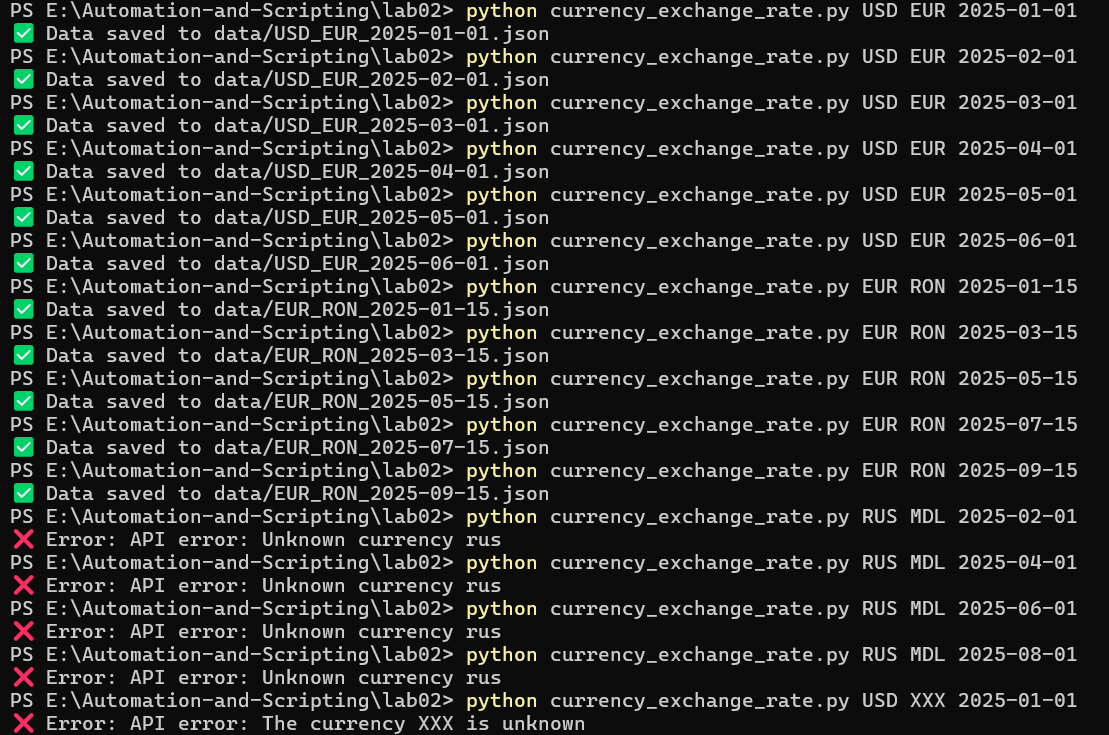 PS E:\Automation-and-Scripting\lab02> python currency_exchange_rate.py USD EUR 2025-01-01
✅ Data saved to data/USD_EUR_2025-01-01.json
PS E:\Automation-and-Scripting\lab02> python currency_exchange_rate.py USD EUR 2025-02-01
✅ Data saved to data/USD_EUR_2025-02-01.json
PS E:\Automation-and-Scripting\lab02> python currency_exchange_rate.py USD EUR 2025-03-01
✅ Data saved to data/USD_EUR_2025-03-01.json
PS E:\Automation-and-Scripting\lab02> python currency_exchange_rate.py USD EUR 2025-04-01
✅ Data saved to data/USD_EUR_2025-04-01.json
PS E:\Automation-and-Scripting\lab02> python currency_exchange_rate.py USD EUR 2025-05-01
✅ Data saved to data/USD_EUR_2025-05-01.json
PS E:\Automation-and-Scripting\lab02> python currency_exchange_rate.py USD EUR 2025-06-01
✅ Data saved to data/USD_EUR_2025-06-01.json
PS E:\Automation-and-Scripting\lab02> python currency_exchange_rate.py EUR RON 2025-01-15
✅ Data saved to data/EUR_RON_2025-01-15.json
PS E:\Automation-and-Scripting\lab02> python currency_exchange_rate.py EUR RON 2025-03-15
✅ Data saved to data/EUR_RON_2025-03-15.json
PS E:\Automation-and-Scripting\lab02> python currency_exchange_rate.py EUR RON 2025-05-15
✅ Data saved to data/EUR_RON_2025-05-15.json
PS E:\Automation-and-Scripting\lab02> python currency_exchange_rate.py EUR RON 2025-07-15
✅ Data saved to data/EUR_RON_2025-07-15.json
PS E:\Automation-and-Scripting\lab02> python currency_exchange_rate.py EUR RON 2025-09-15
✅ Data saved to data/EUR_RON_2025-09-15.json
PS E:\Automation-and-Scripting\lab02> python currency_exchange_rate.py RUS MDL 2025-02-01
❌ Error: API error: Unknown currency rus
PS E:\Automation-and-Scripting\lab02> python currency_exchange_rate.py RUS MDL 2025-04-01
❌ Error: API error: Unknown currency rus
PS E:\Automation-and-Scripting\lab02> python currency_exchange_rate.py RUS MDL 2025-06-01
❌ Error: API error: Unknown currency rus
PS E:\Automation-and-Scripting\lab02> python currency_exchange_rate.py RUS MDL 2025-08-01
❌ Error: API error: Unknown currency rus
PS E:\Automation-and-Scripting\lab02> python currency_exchange_rate.py USD XXX 2025-01-01
❌ Error: API error: The currency XXX is unknown